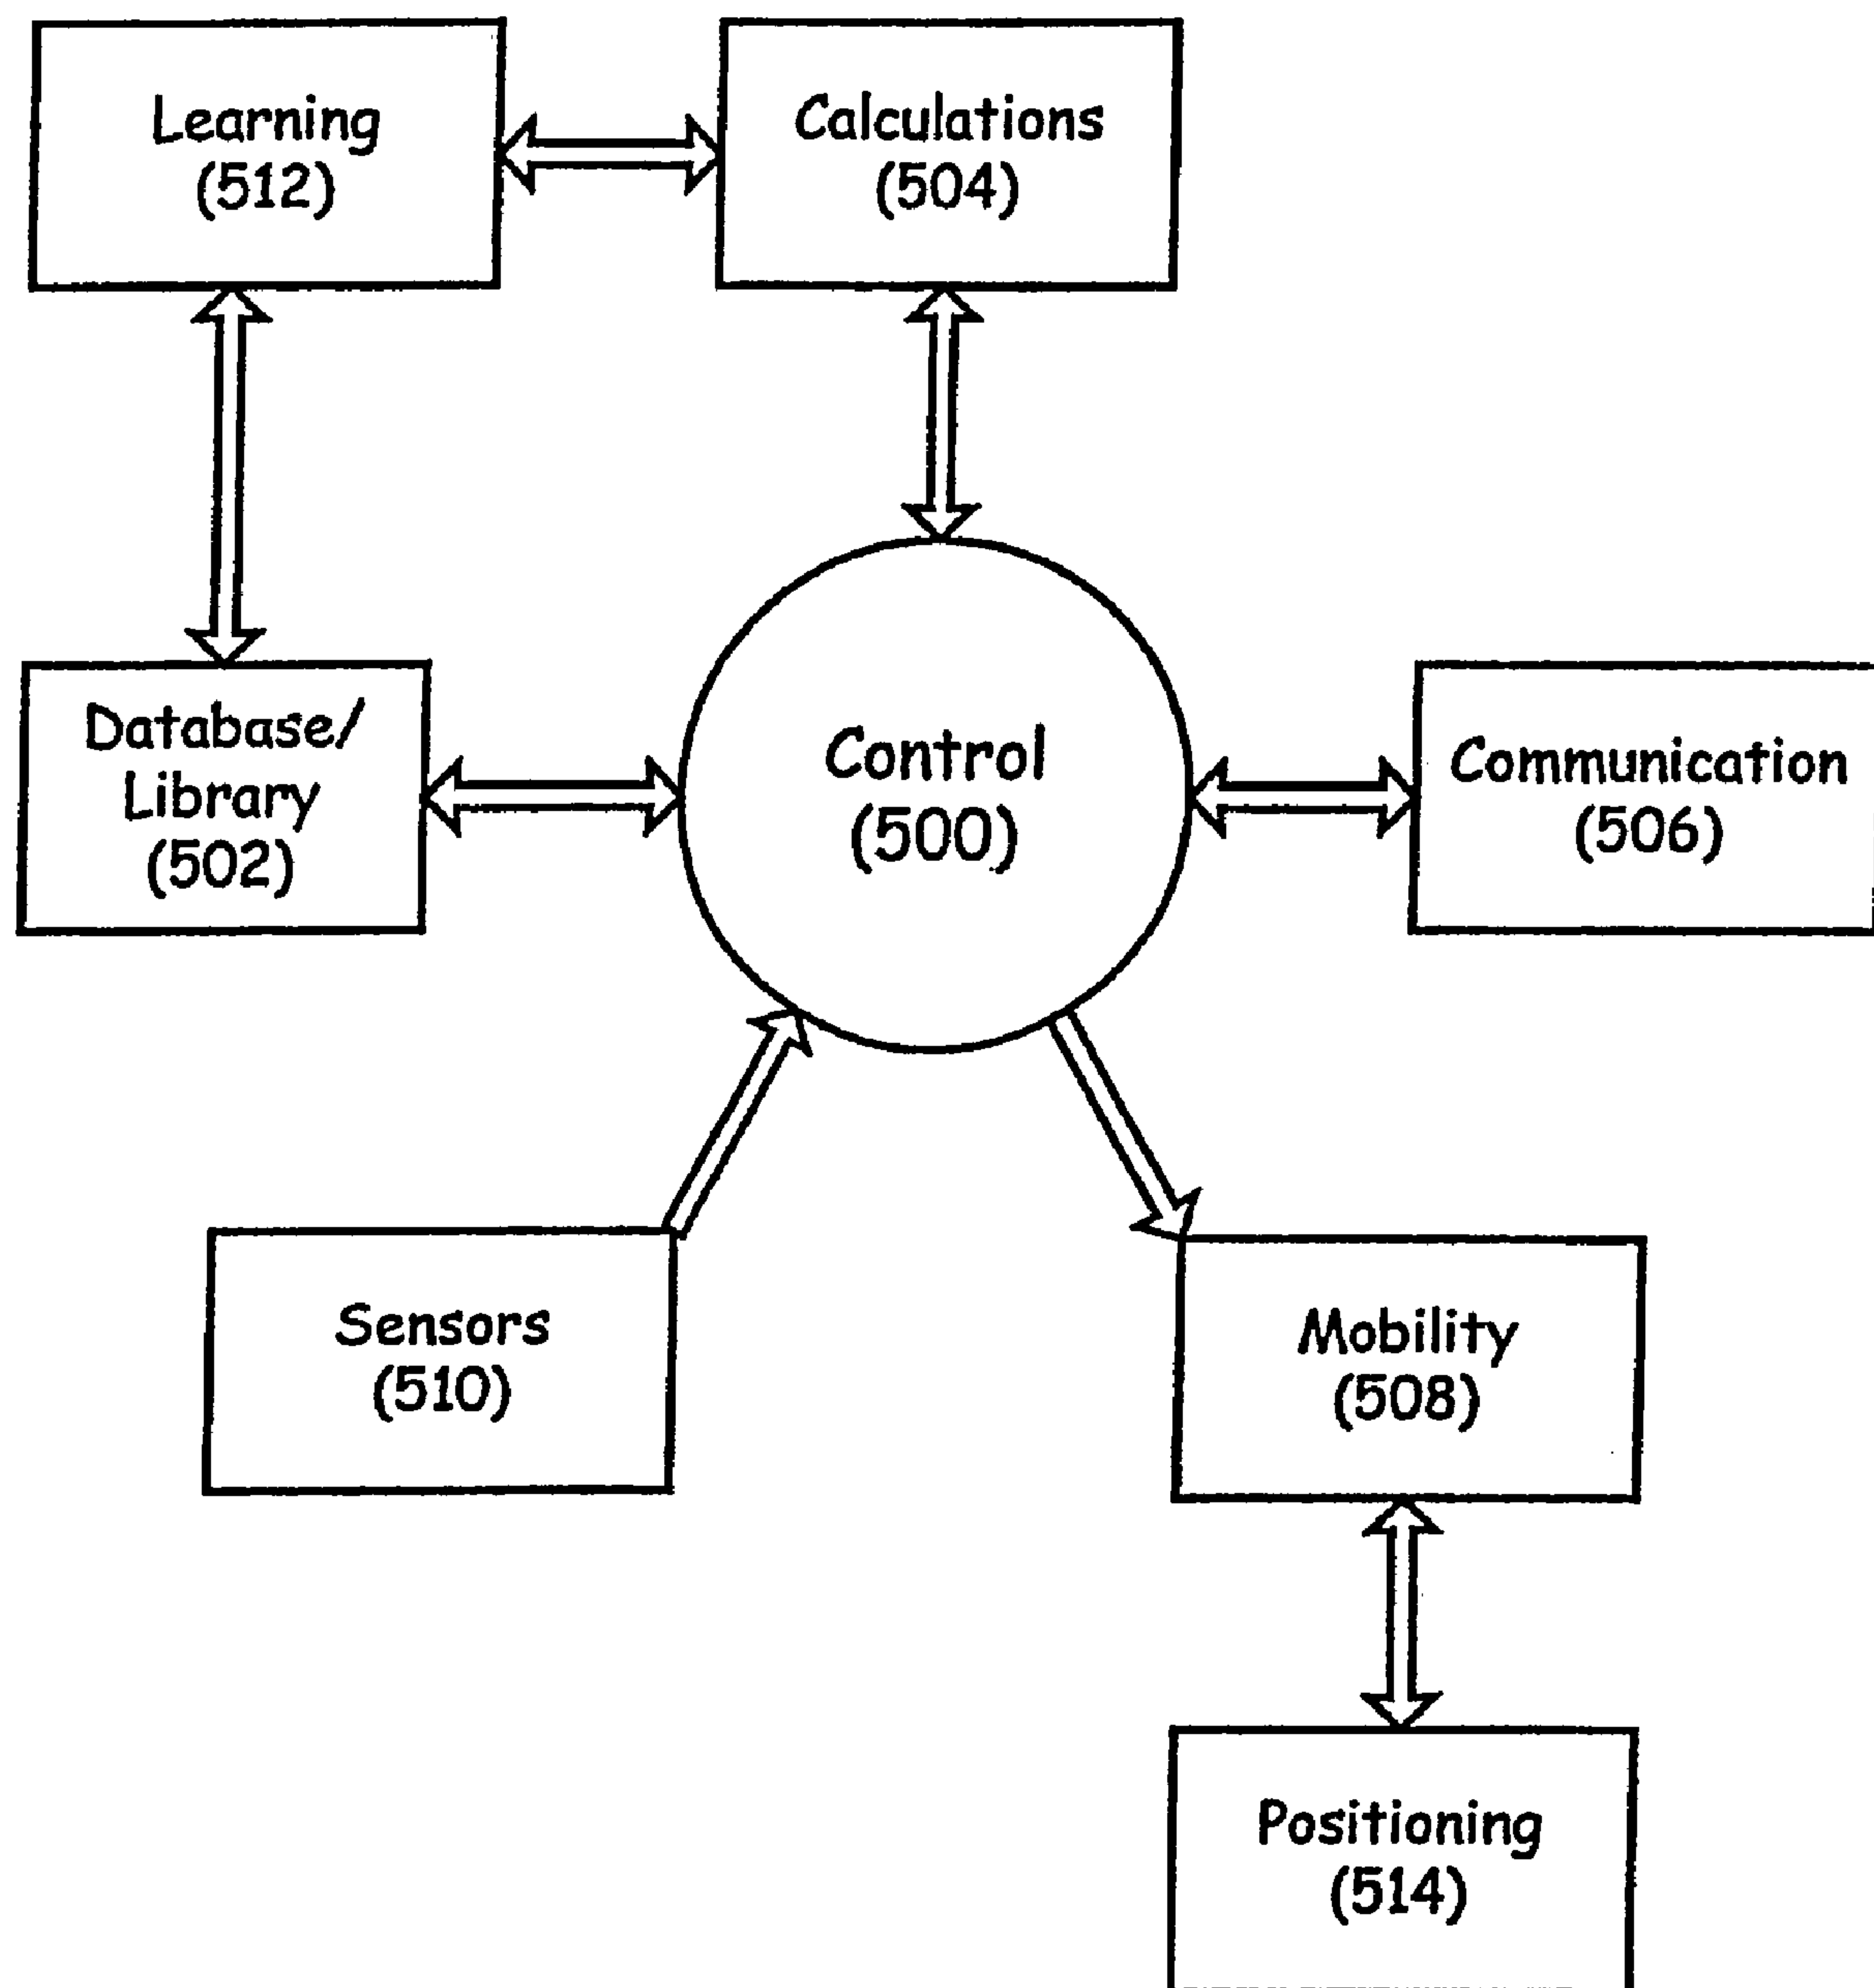 Learning
(512)
Calculations
(504)
Database/
Library
(502)
Control
(500)
Communication
(506)
Sensors
(510)
Mobility
(508)
Positioning
(514)